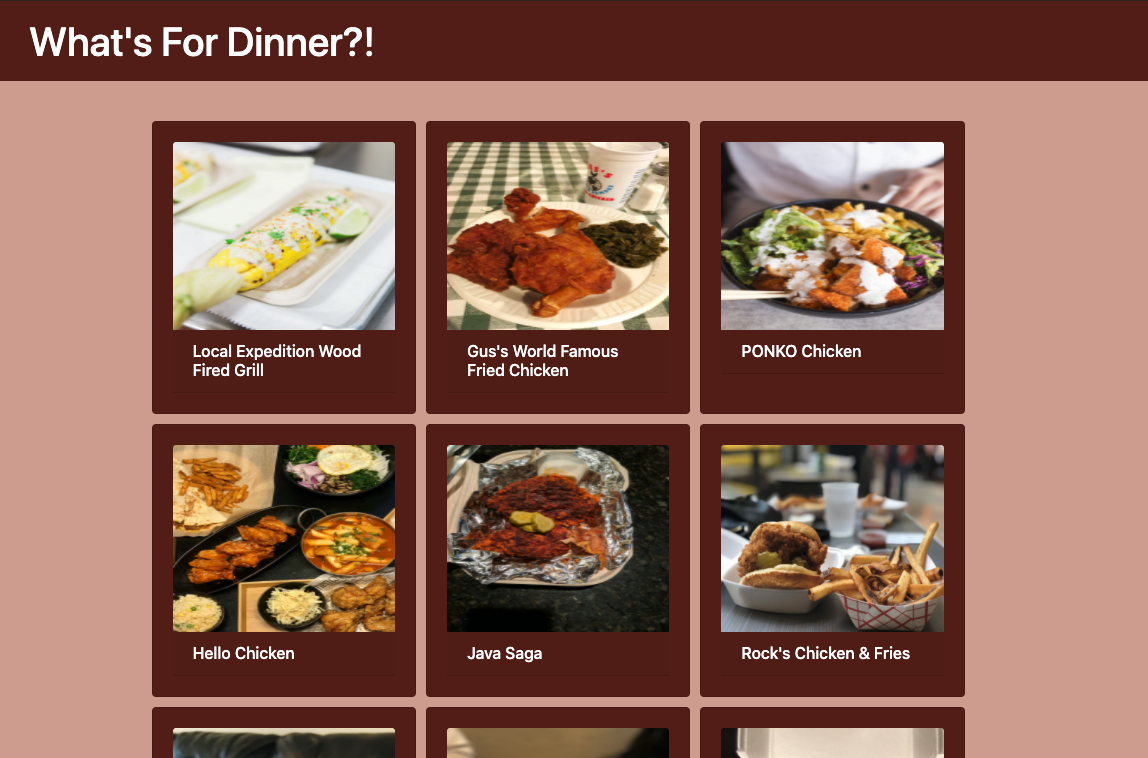 What's For Dinner?!
Local Expedition Wood
Fired Grill
Gus's World Famous
Fried Chicken
PONKO Chicken
Hello Chicken
Java Saga
Rock's Chicken & Fries